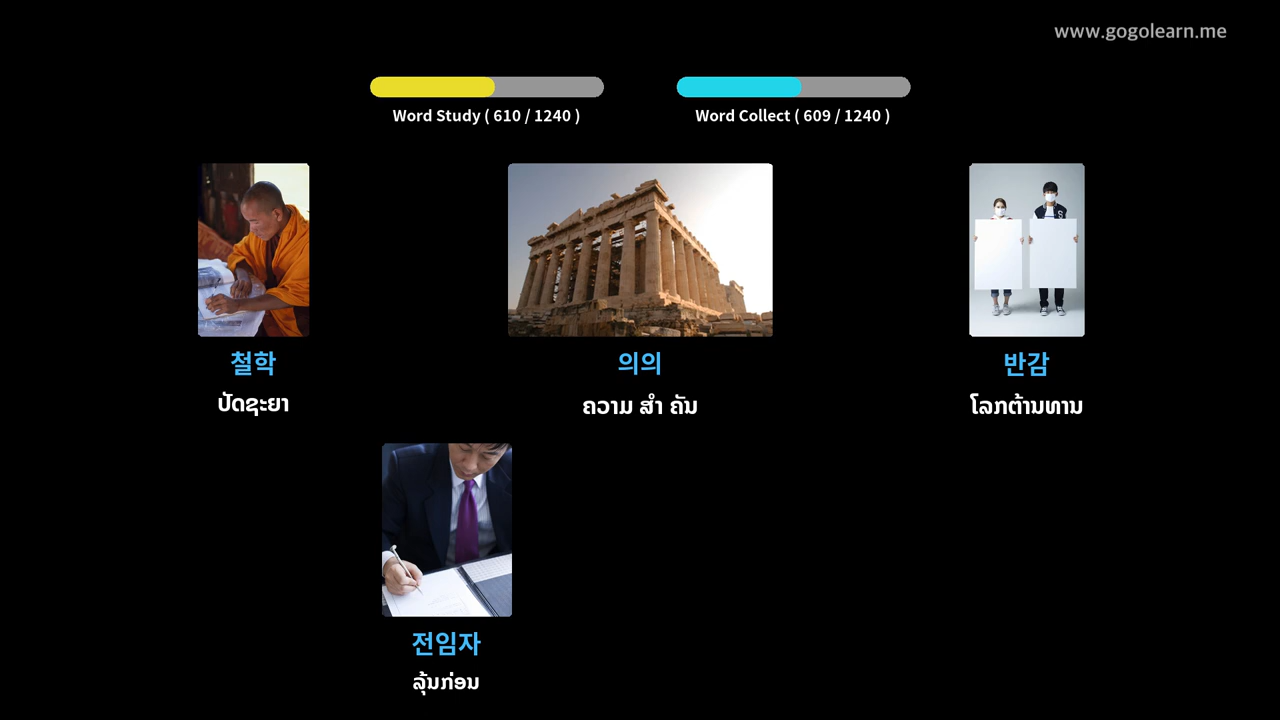 www.gogolearn.me
Word Study ( 610 / 1240 )
Word Collect ( 609 / 1240 )
철학
ປັດຊະຍາ
의의
ຄວາມ ສຳ ຄັນ
반감
ໂລກຕ້ານທານ
전임자
ລຸ້ນກ່ອນ